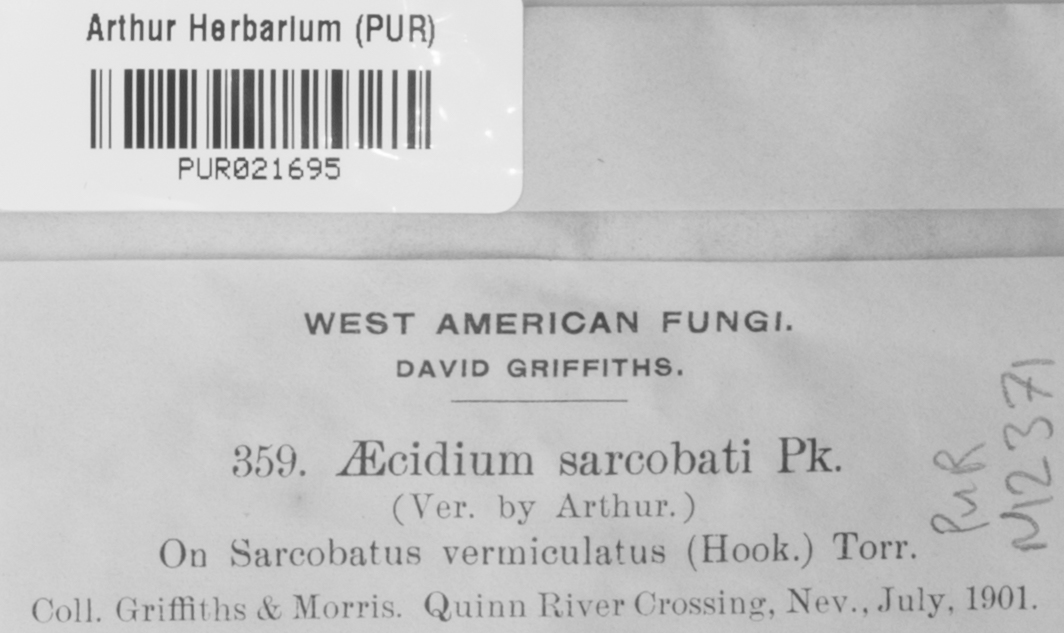 Arthur Herbarium (PUR)
PUR021695
WEST AMERICAN FUNGI.
DAVID GRIFFITHS.
359. Æcidium sarcobati Pk.
(Ver. by Arthur.)
On Sarcobatus vermiculatus (Hook.) Torr.
Coll. Griffiths & Morris. Quinn River Crossing, Nev., July, 1901.
PUR
N12371